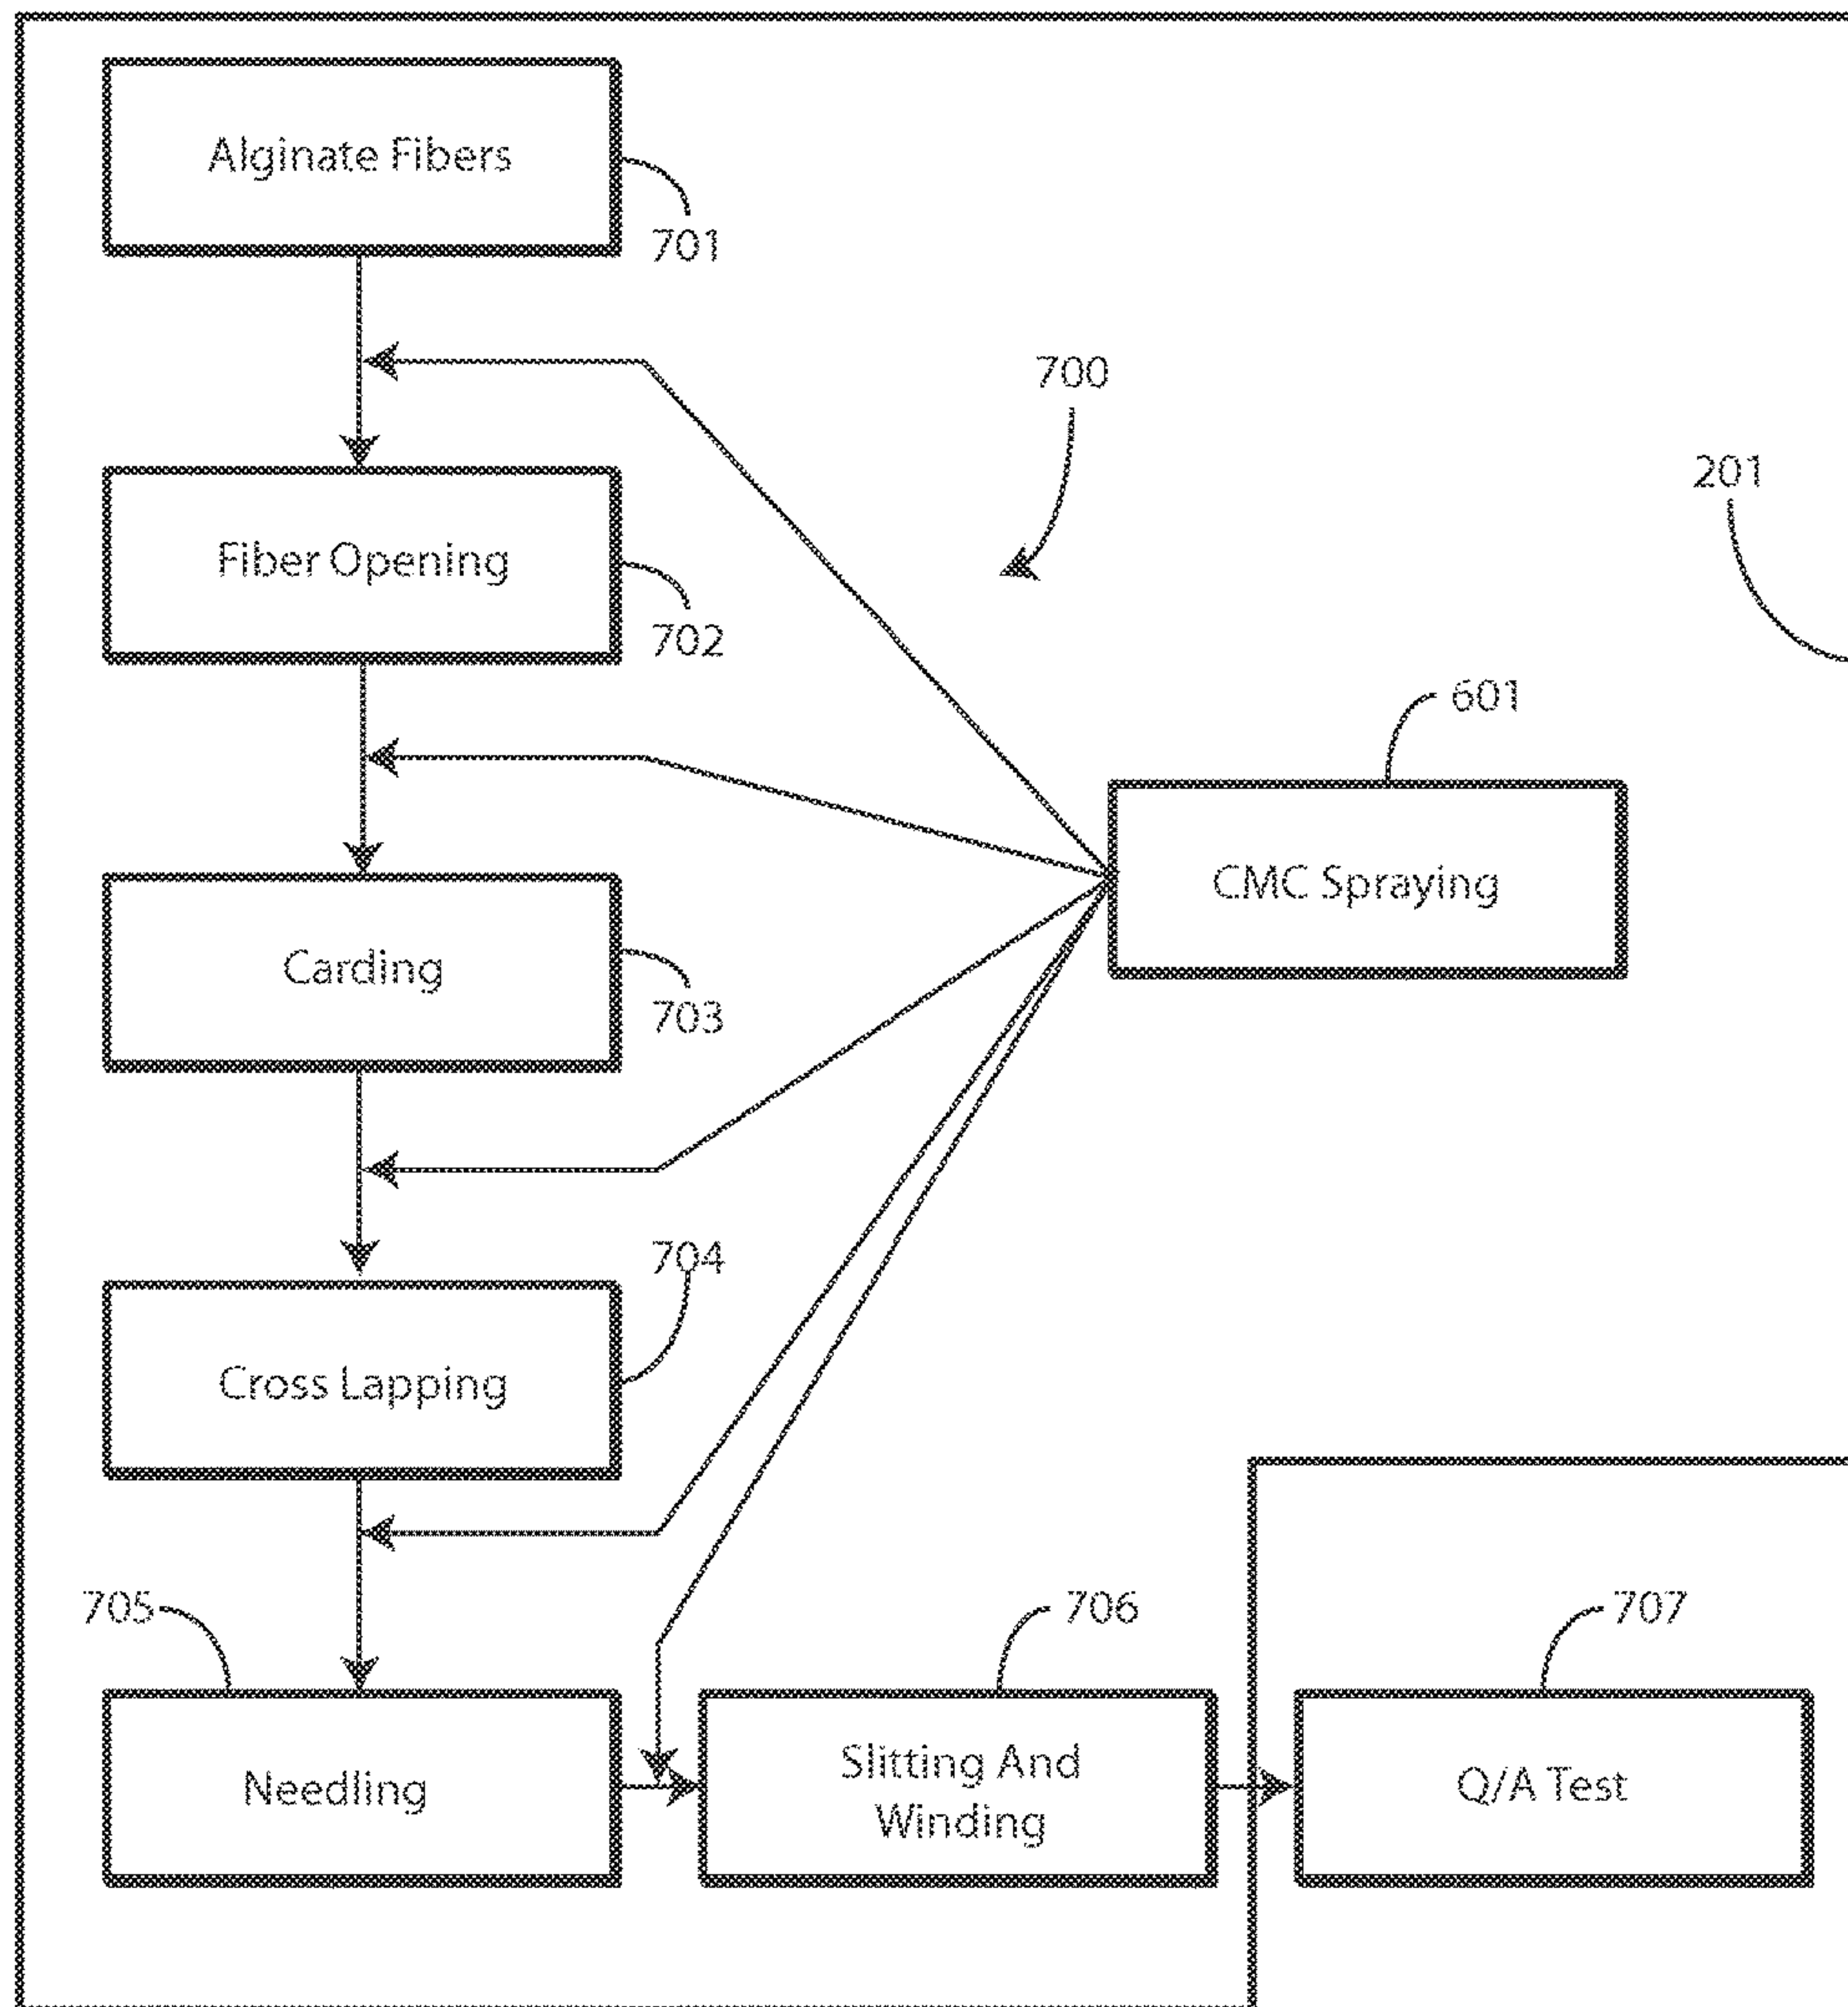 Alginate Fibers
701
700
201
Fiber Opening
702
601
CMC Spraying
Carding
703
704
Cross Lapping
705
706
707
Needling
Slitting And
Winding
Q/A Test